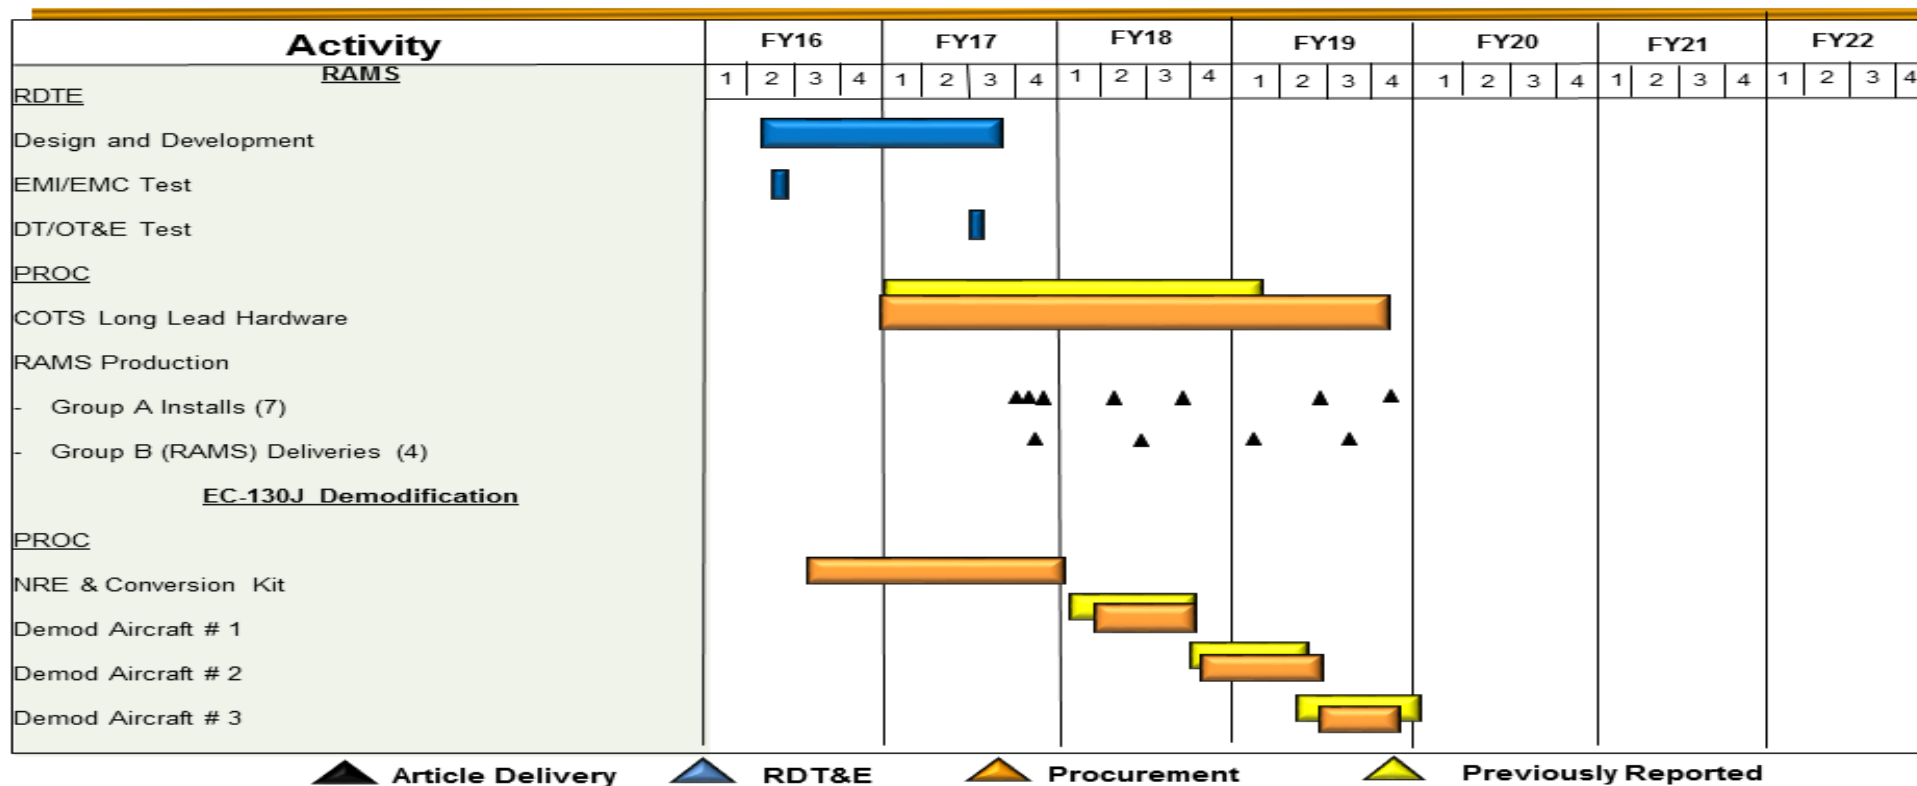 Activity FY16 FY17 FY18 FY19 FY20 FY21 FY22
RAMS 1 2 3 4 1 2 3 4 1 2 3 4 1 2 3 4 1 2 3 4 1 2 3 4 1 2 3 4
RDTE
Design and Development
EMI/EMC Test
DT/OT&E Test
PROC
COTS Long Lead Hardware
RAMS Production
- Group A Installs (7)
- Group B (RAMS) Deliveries (4)
EC-130J Demodification
PROC
NRE & Conversion Kit
Demod Aircraft # 1
Demod Aircraft # 2
Demod Aircraft # 3
Article Delivery RDT&E Procurement Previously Reported